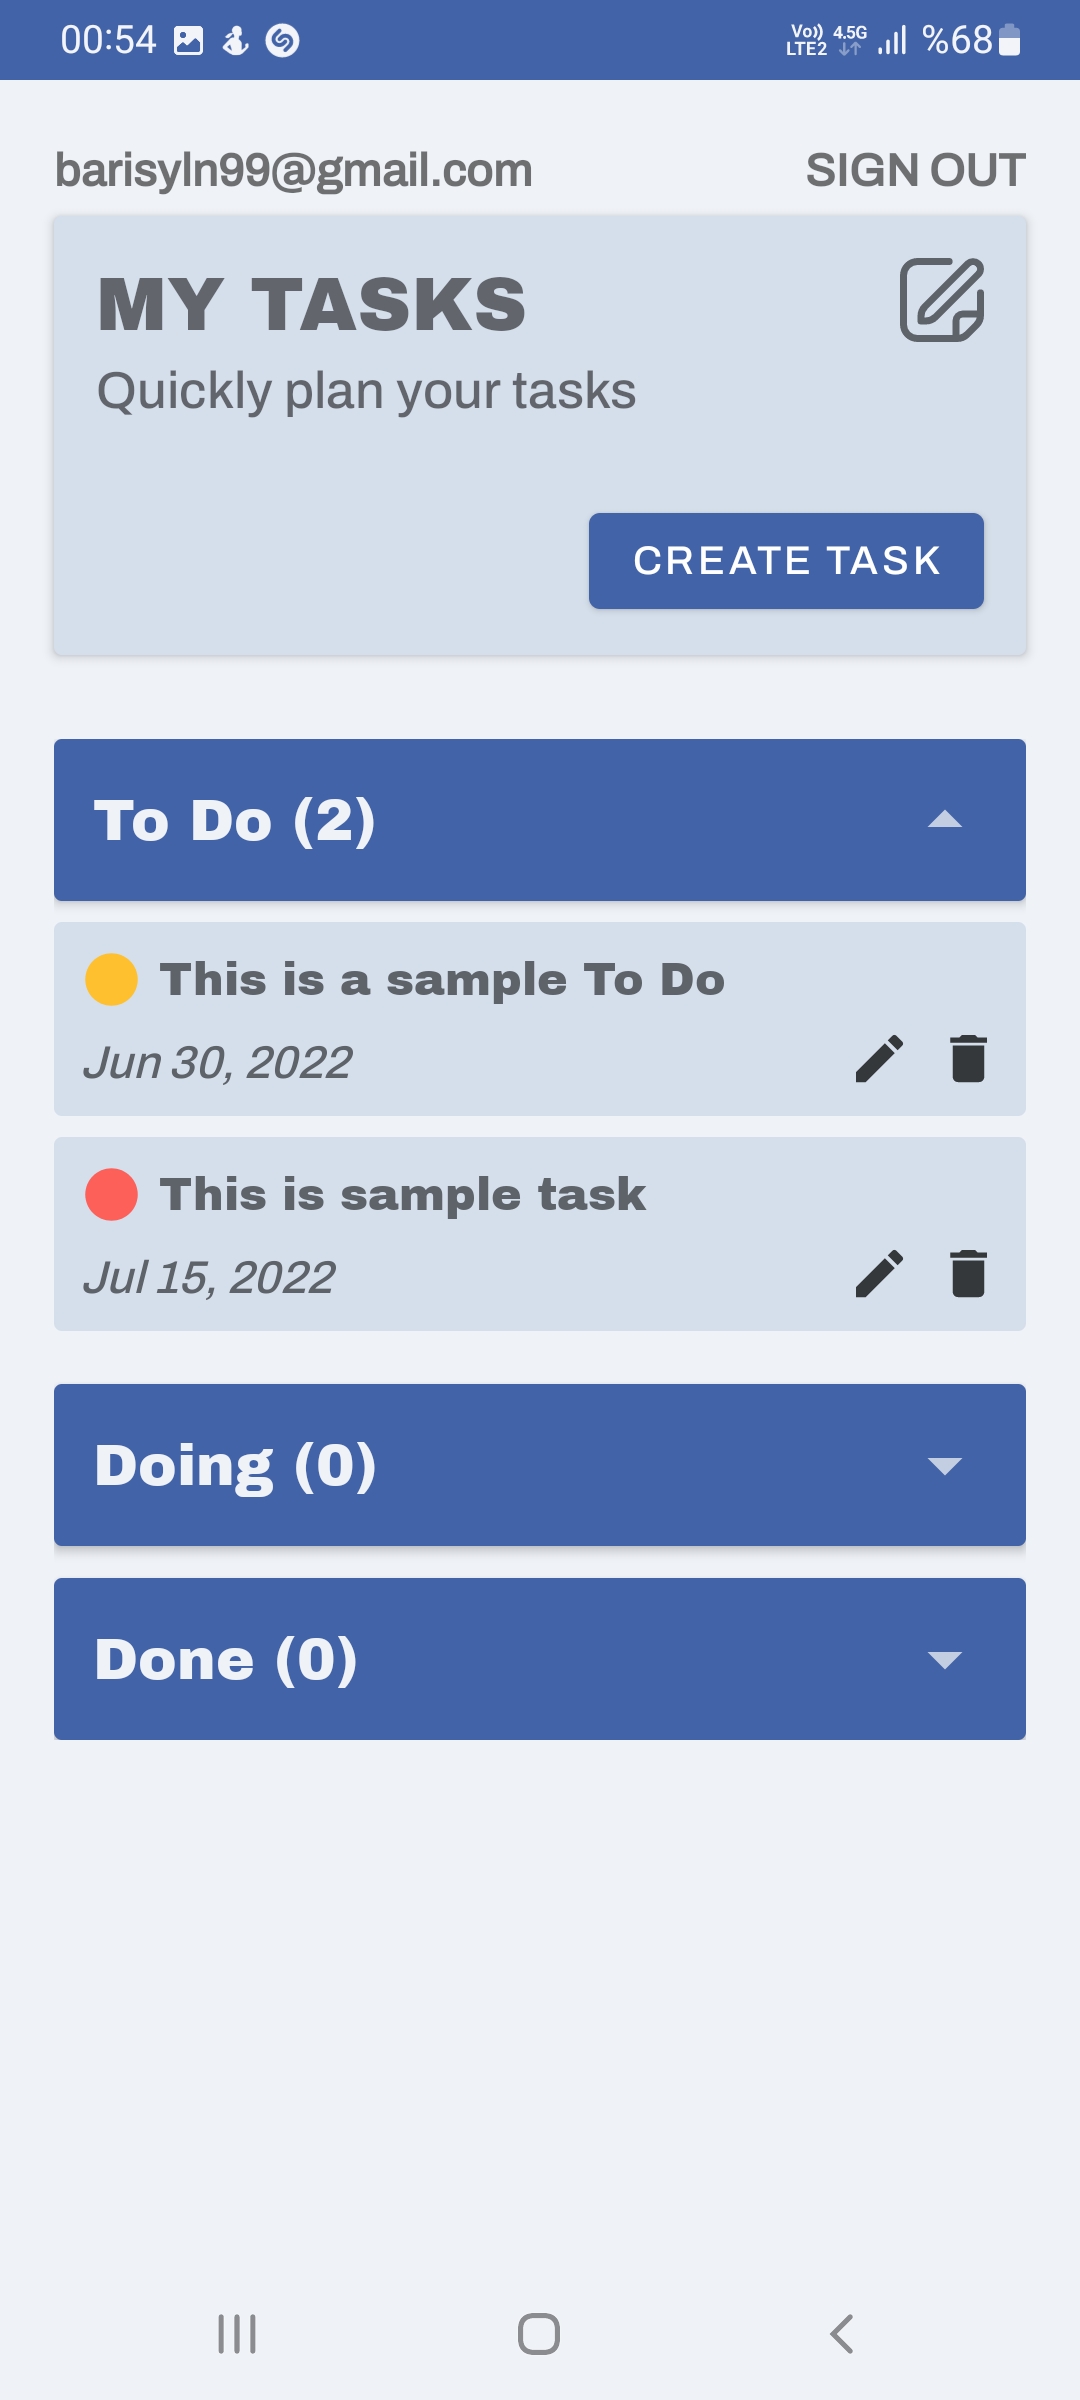 00:54 Vo)) LTE2 4.5G %68
barisyln99@gmail.com SIGN OUT
MY TASKS
Quickly plan your tasks
CREATE TASK
To Do (2)
This is a sample To Do
Jun 30, 2022
This is sample task
Jul 15, 2022
Doing (0)
Done (0)